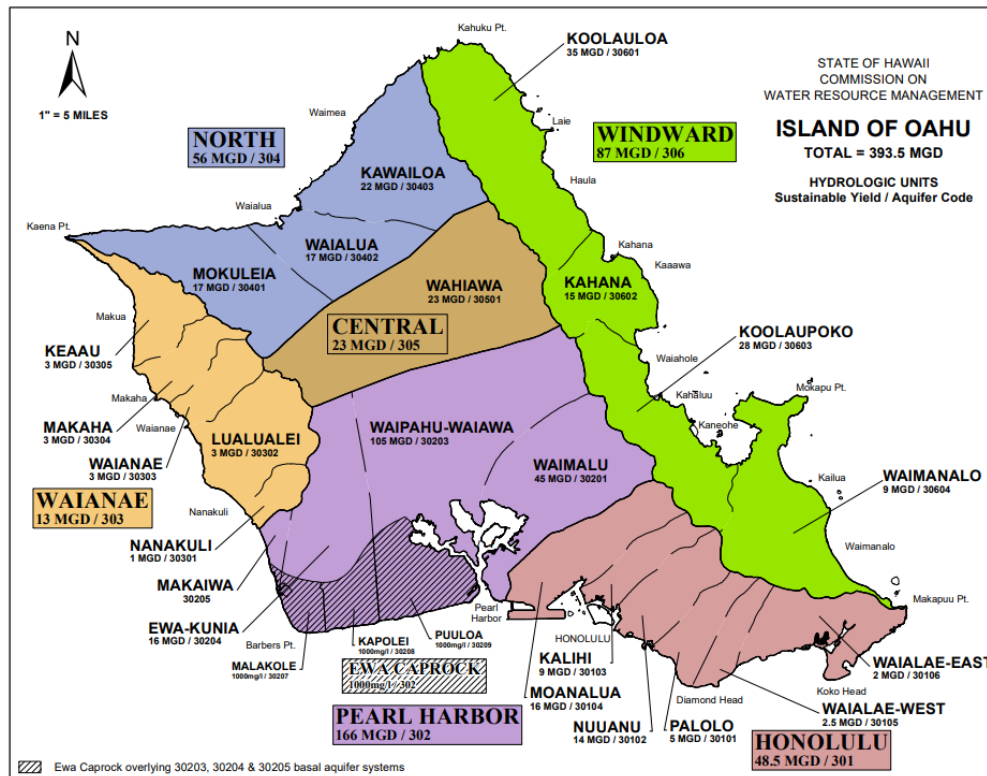 Kahuku Pt.
N
1" = 5 MILES
KOOLAULOA
35 MGD / 30601
STATE OF HAWAII
COMMISSION ON
WATER RESOURCE MANAGEMENT
ISLAND OF OAHU
TOTAL = 393.5 MGD
HYDROLOGIC UNITS
Sustainable Yield / Aquifer Code
Waimea
Laie
NORTH
56 MGD / 304
WINDWARD
87 MGD / 306
KAWAILOA
22 MGD / 30403
Haula
Waialua
Kaena Pt.
WAIALUA
17 MGD / 30402
Kahana
Kaaawa
MOKULEIA
17 MGD / 30401
WAHIAWA
23 MGD / 30501
KAHANA
15 MGD / 30602
Makua
CENTRAL
23 MGD / 305
KOOLAUPOKO
28 MGD / 30603
KEAAU
3 MGD / 30305
Waiahole
Makaha
Kahaluu
Mokapu Pt.
MAKAHA
3 MGD / 30304
Waianae
Kaneohe
WAIPAHU-WAIAWA
105 MGD / 30203
LUALUALEI
3 MGD / 30302
WAIANAE
3 MGD / 30303
WAIMALU
45 MGD / 30201
Kailua
WAIMANALO
9 MGD / 30604
WAIANAE
13 MGD / 303
Nanakuli
NANAKULI
1 MGD / 30301
Waimanalo
MAKAIWA
30205
Pearl
Harbor
Makapuu Pt.
EWA-KUNIA
16 MGD / 30204
Barbers Pt.
KAPOLEI
1000mg/l / 30208
PUULOA
1000mg/l / 30209
HONOLULU
MALAKOLE
1000mg/l / 30207
KALIHI
9 MGD / 30103
WAIALAE-EAST
2 MGD / 30106
EWA CAPROCK
1000mg/l / 302
MOANALUA
16 MGD / 30104
Diamond Head
Koko Head
WAIALAE-WEST
2.5 MGD / 30105
PEARL HARBOR
166 MGD / 302
NUUANU
14 MGD / 30102
PALOLO
5 MGD / 30101
HONOLULU
48.5 MGD / 301
Ewa Caprock overlying 30203, 30204 & 30205 basal aquifer systems